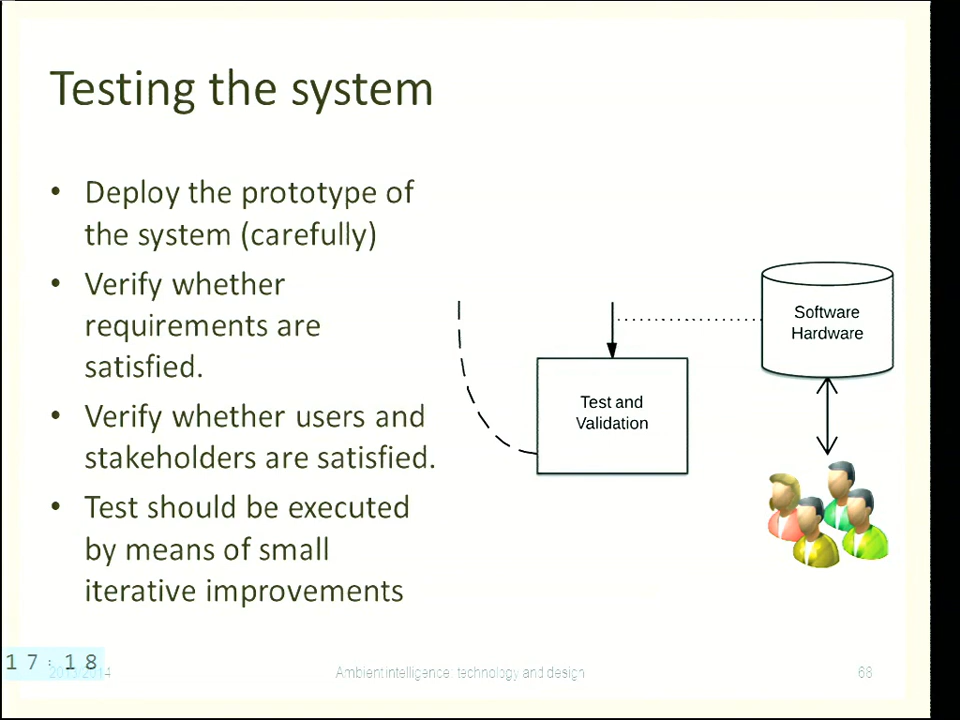 Testing the system
• Deploy the prototype of
the system (carefully)
• Verify whether
requirements are
satisfied.
• Verify whether users and
stakeholders are satisfied.
• Test should be executed
by means of small
iterative improvements
Software
Hardware
Test and
Validation
17:18
2013/2014
Ambient intelligence: technology and design
68